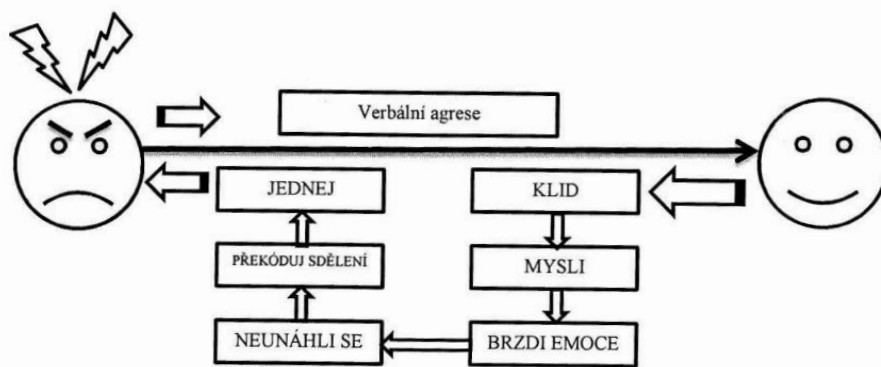 Verbální agrese
JEDNEJ
KLID
PŘEKÓDUJ SDĚLENÍ
MYSLI
NEUNÁHLI SE
BRZDI EMOCE